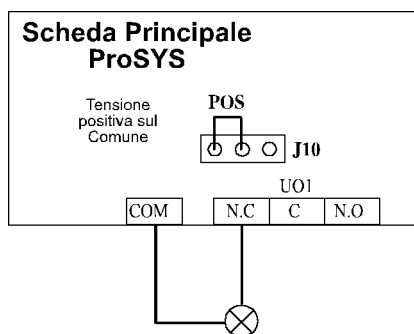 Scheda Principale
ProSYS
Tensione
positiva sul
Comune
POS
J10
UO1
COM
N.C
C
N.O